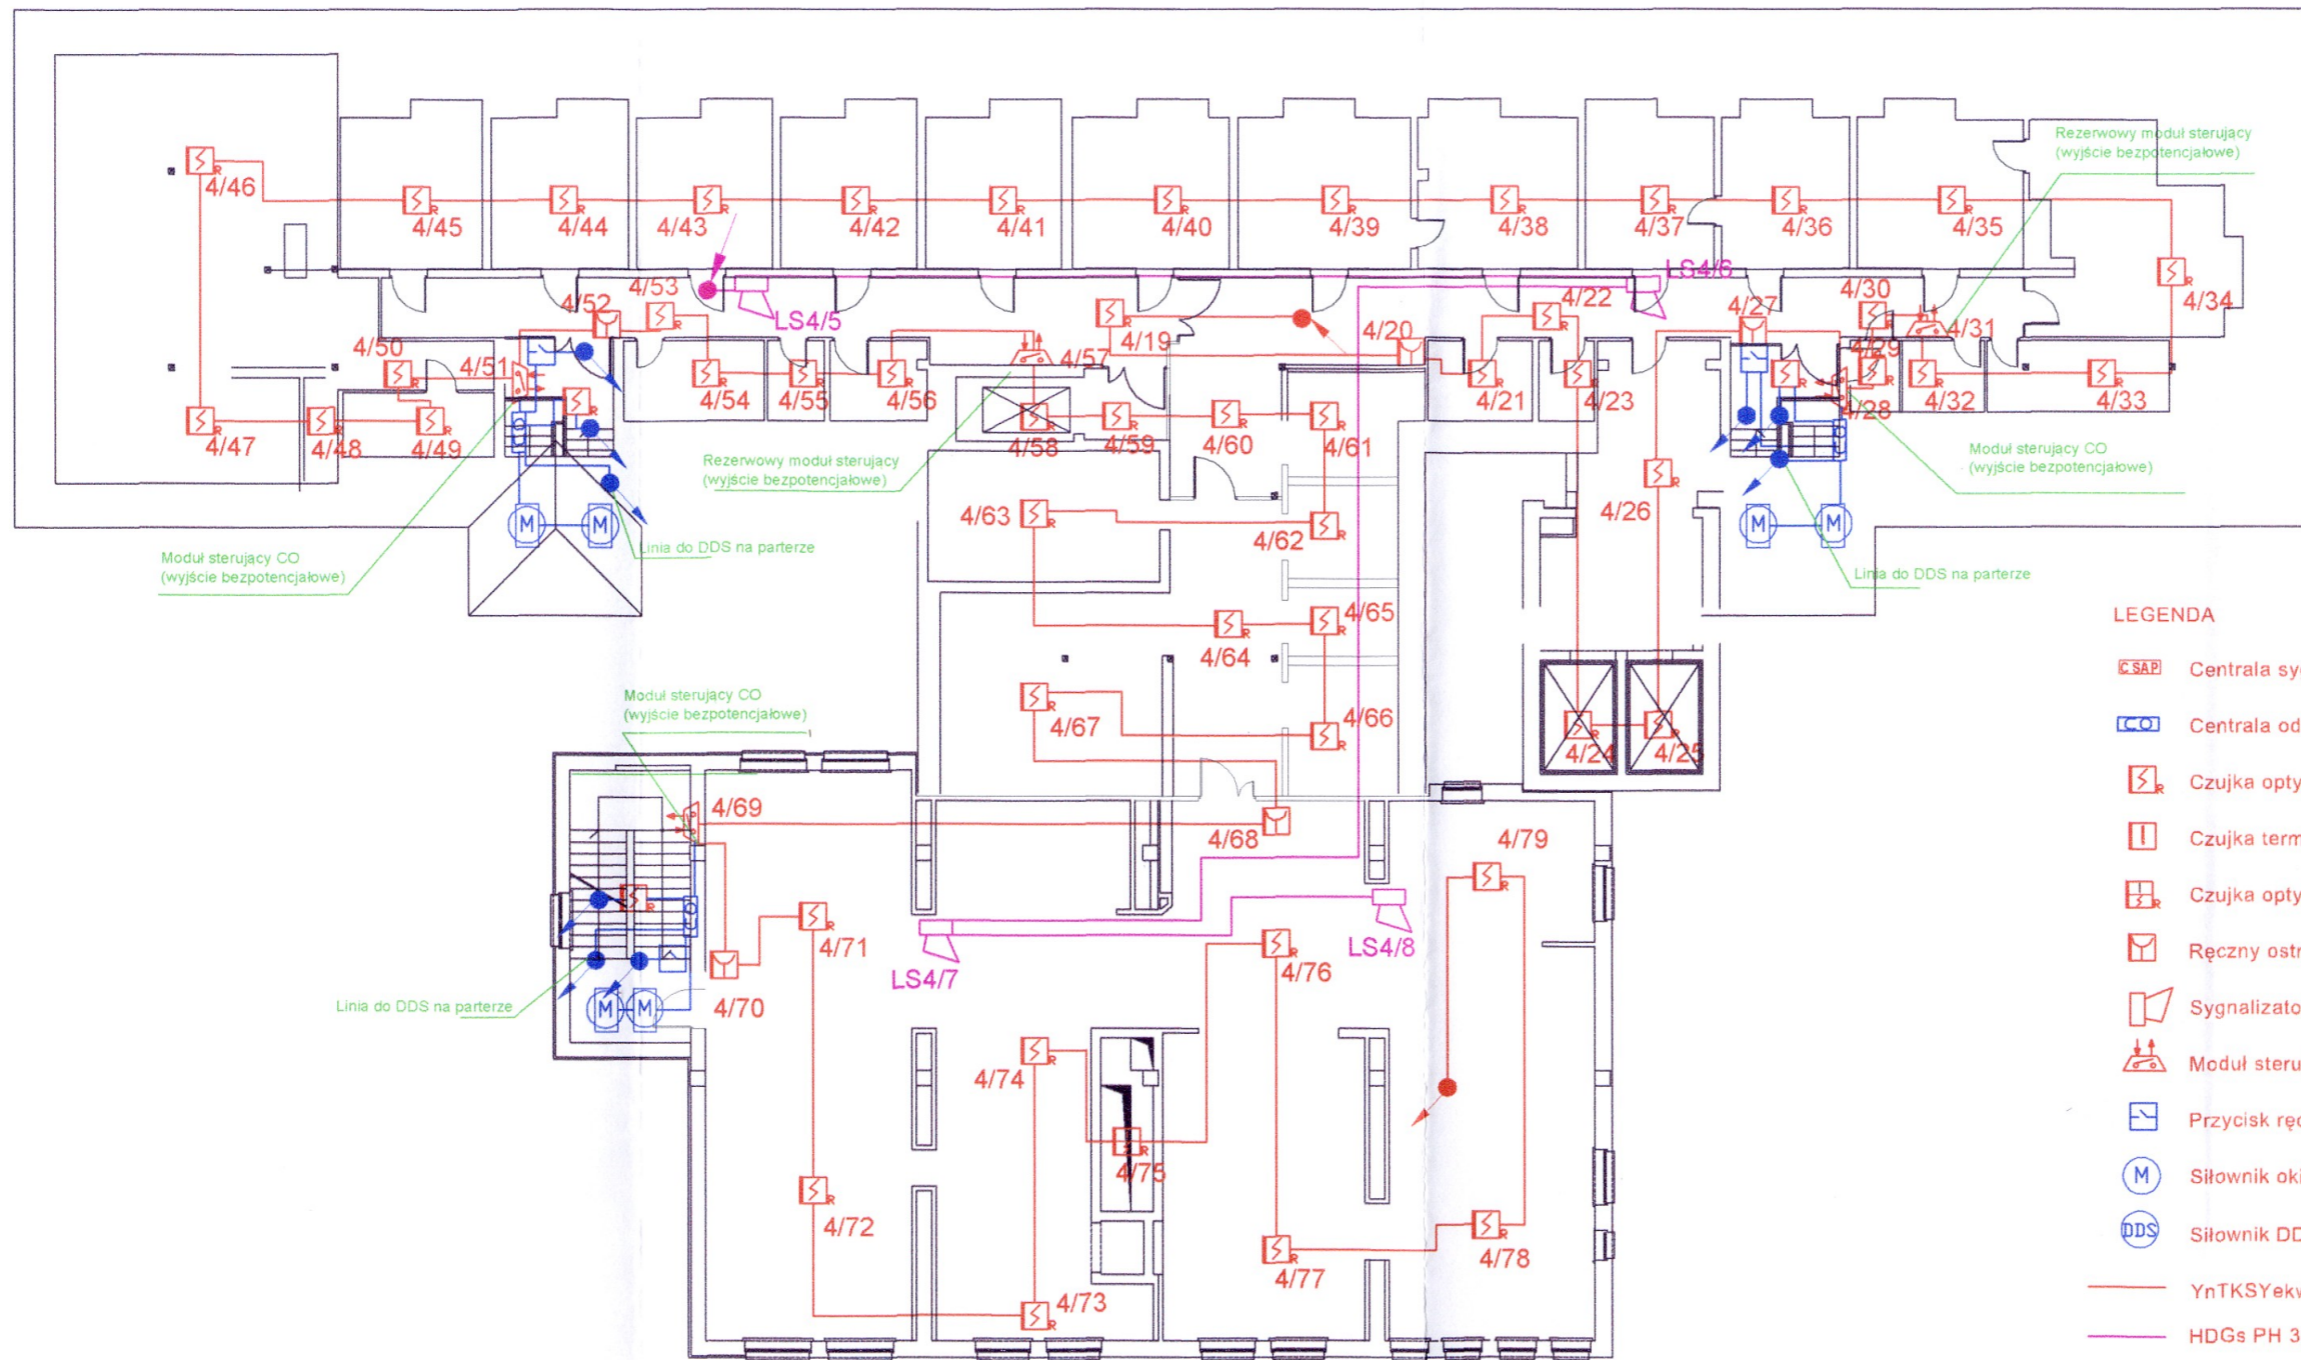 Rezerwowy moduł sterujący
(wyjście bezpotencjałowe)
4/46
4/45
4/44
4/43
4/42
4/41
4/40
4/39
4/38
4/37
4/36
4/35
4/34
LS4/6
4/53
4/52
LS4/5
4/19
4/20
4/22
4/27
4/30
4/31
4/50
4/51
4/57
4/29
4/54
4/55
4/56
4/21
4/23
4/28
4/32
4/33
4/47
4/48
4/49
4/58
4/59
4/60
4/61
CO
CO
Rezerwowy moduł sterujący
(wyjście bezpotencjałowe)
Moduł sterujący CO
(wyjście bezpotencjałowe)
4/63
4/62
4/26
M
M
M
M
Linia do DDS na parterze
Moduł sterujący CO
(wyjście bezpotencjałowe)
Linia do DDS na parterze
4/65
4/64
Moduł sterujący CO
(wyjście bezpotencjałowe)
4/67
4/66
4/24
4/25
4/69
4/68
4/79
4/71
CO
LS4/7
LS4/8
4/76
4/70
Linia do DDS na parterze
M
M
4/74
4/75
4/72
4/78
4/77
4/73
LEGENDA
CSAP Centrala syg
CO Centrala od
R Czujka opty
Czujka term
R Czujka opty
Ręczny ostr
Sygnalizato
Moduł steru
Przycisk rę
M Siłownik ok
DDS Siłownik DD
YnTKSYekw
HDGs PH 3